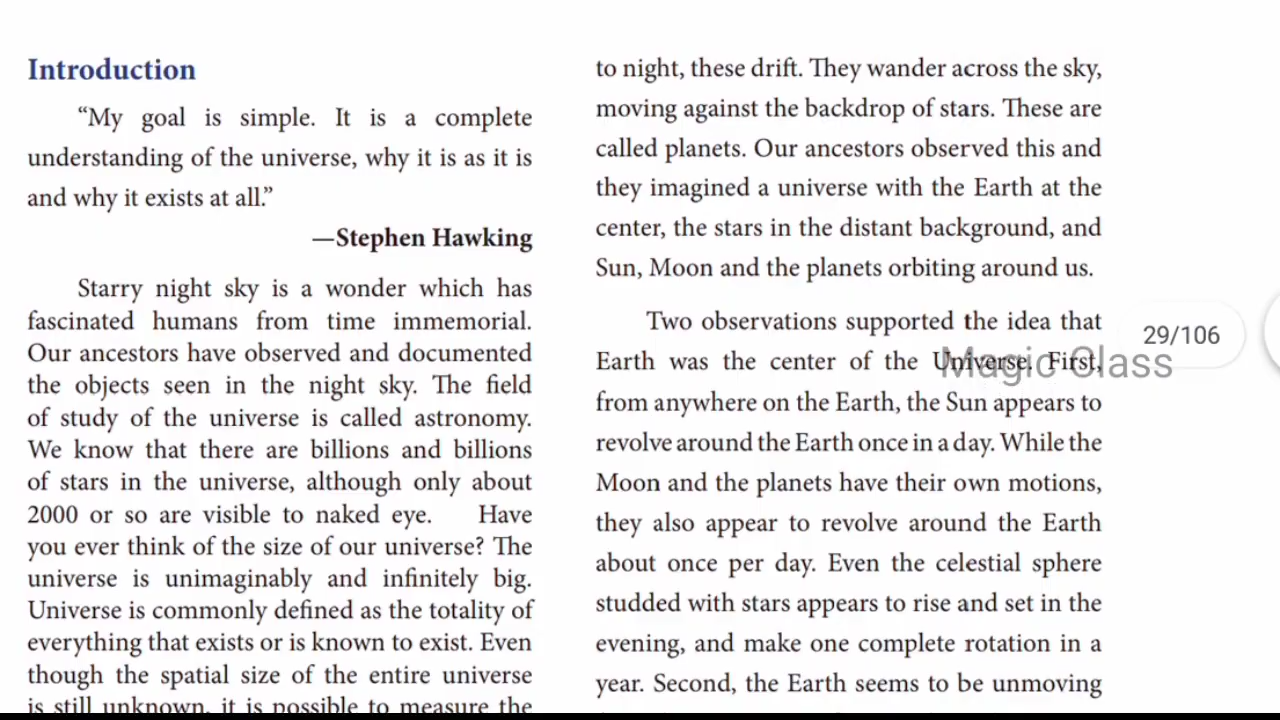 Introduction
“My goal is simple. It is a complete
understanding of the universe, why it is as it is
and why it exists at all.”
—Stephen Hawking
Starry night sky is a wonder which has
fascinated humans from time immemorial.
Our ancestors have observed and documented
the objects seen in the night sky. The field
of study of the universe is called astronomy.
We know that there are billions and billions
of stars in the universe, although only about
2000 or so are visible to naked eye. Have
you ever think of the size of our universe? The
universe is unimaginably and infinitely big.
Universe is commonly defined as the totality of
everything that exists or is known to exist. Even
though the spatial size of the entire universe
is still unknown, it is possible to measure the
to night, these drift. They wander across the sky,
moving against the backdrop of stars. These are
called planets. Our ancestors observed this and
they imagined a universe with the Earth at the
center, the stars in the distant background, and
Sun, Moon and the planets orbiting around us.
Two observations supported the idea that
Earth was the center of the Universe. First,
from anywhere on the Earth, the Sun appears to
revolve around the Earth once in a day. While the
Moon and the planets have their own motions,
they also appear to revolve around the Earth
about once per day. Even the celestial sphere
studded with stars appears to rise and set in the
evening, and make one complete rotation in a
year. Second, the Earth seems to be unmoving
29/106
Magic Class